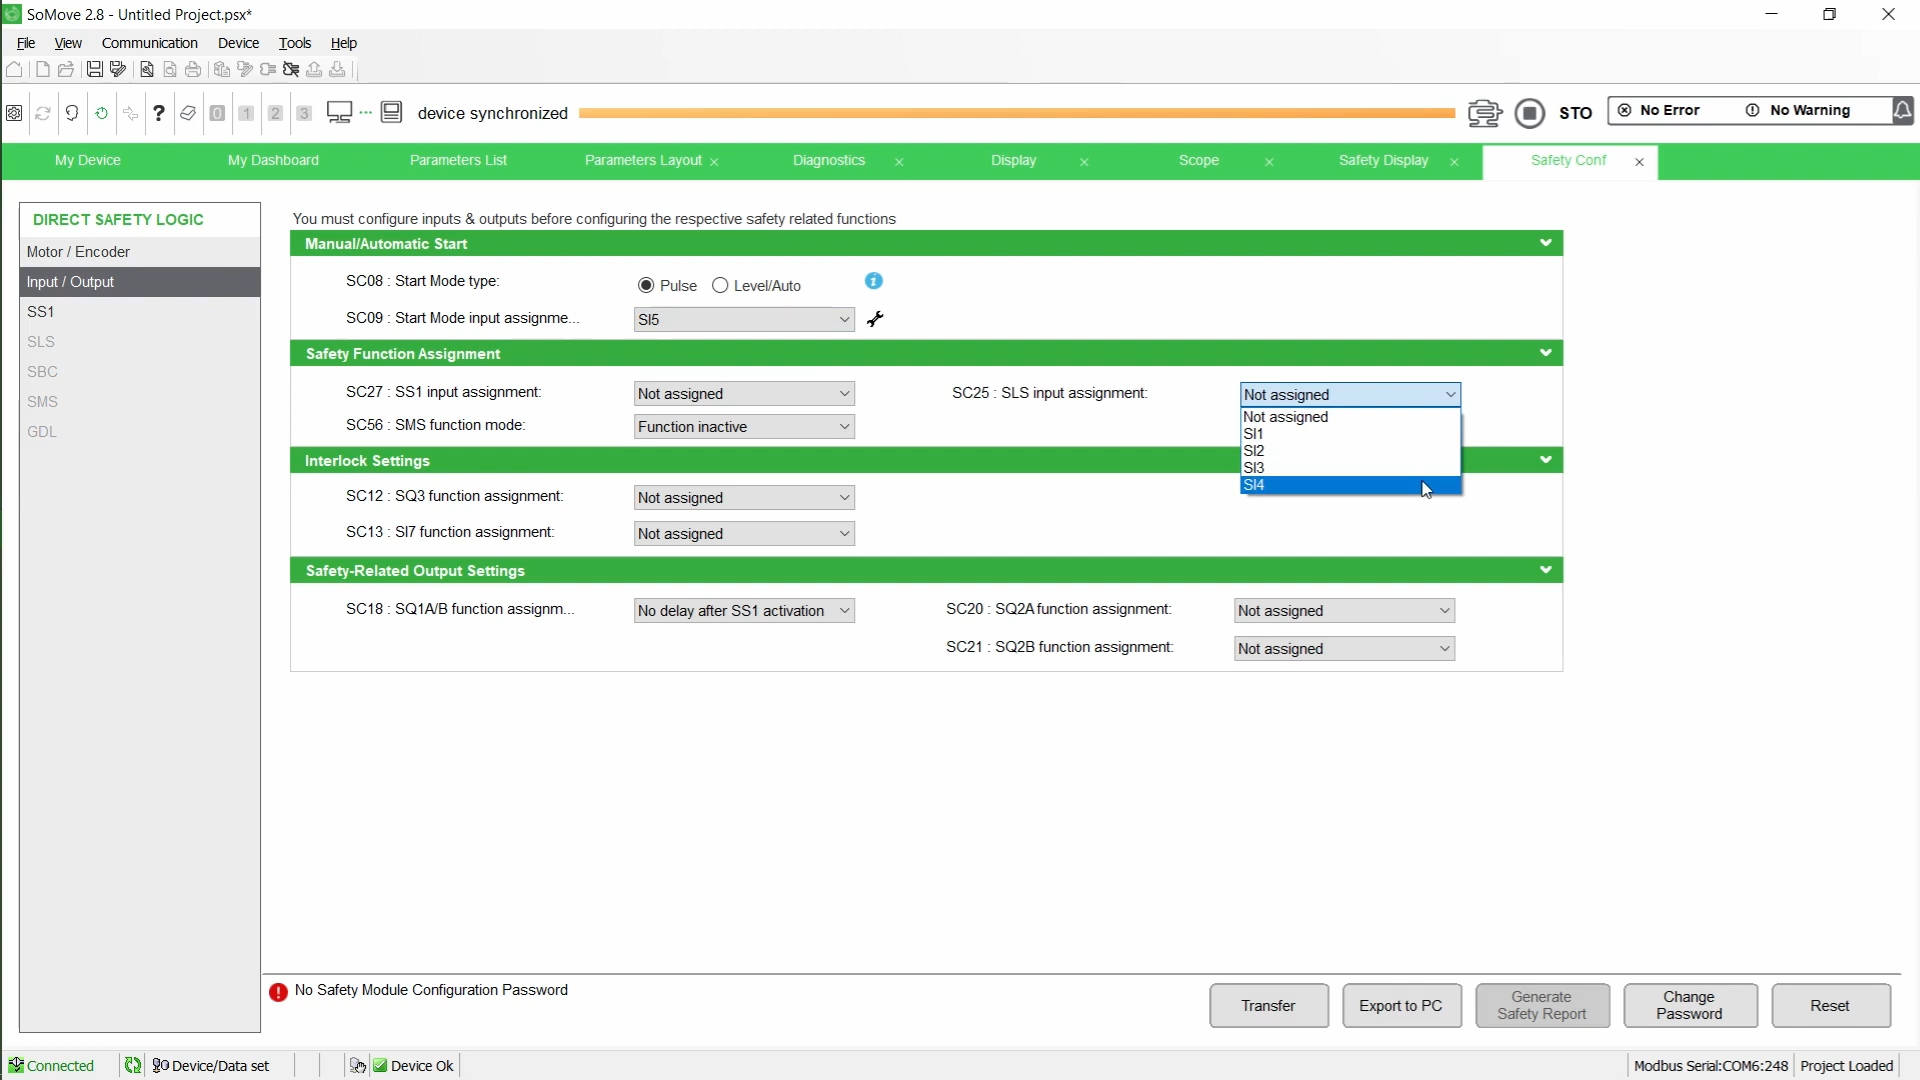 SoMove 2.8 - Untitled Project.psx*
File View Communication Device Tools Help
? 0 1 2 3 device synchronized STO No Error No Warning
My Device My Dashboard Parameters List Parameters Layout × Diagnostics × Display × Scope × Safety Display × Safety Conf ×
DIRECT SAFETY LOGIC
Motor / Encoder
Input / Output
SS1
SLS
SBC
SMS
GDL
You must configure inputs & outputs before configuring the respective safety related functions
Manual/Automatic Start
SC08 : Start Mode type: Pulse Level/Auto i
SC09 : Start Mode input assignme... SI5
Safety Function Assignment
SC27 : SS1 input assignment: Not assigned SC25 : SLS input assignment: Not assigned
Not assigned
SI1
SI2
SI3
SI4
SC56 : SMS function mode: Function inactive
Interlock Settings
SC12 : SQ3 function assignment: Not assigned
SC13 : SI7 function assignment: Not assigned
Safety-Related Output Settings
SC18 : SQ1A/B function assignm... No delay after SS1 activation SC20 : SQ2A function assignment: Not assigned
SC21 : SQ2B function assignment: Not assigned
! No Safety Module Configuration Password
Transfer
Export to PC
Generate
Safety Report
Change
Password
Reset
Connected Device/Data set Device Ok Modbus Serial:COM6:248 Project Loaded